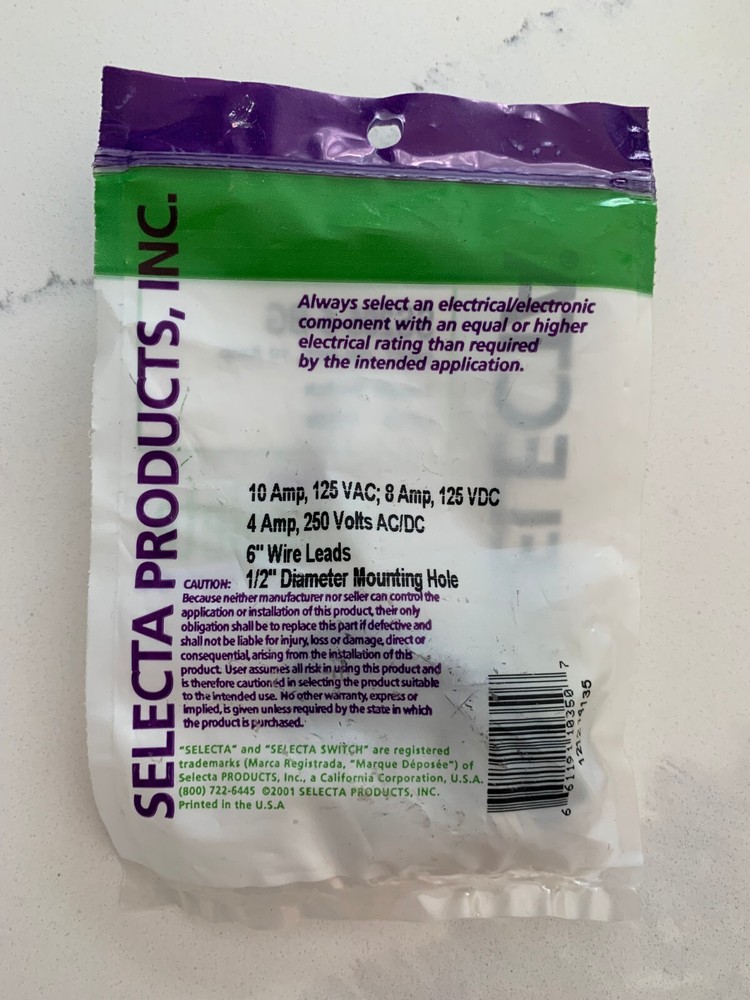 SELECTA PRODUCTS, INC.
Always select an electrical/electronic
component with an equal or higher
electrical rating than required
by the intended application.
10 Amp, 125 VAC; 8 Amp, 125 VDC
4 Amp, 250 Volts AC/DC
6" Wire Leads
1/2" Diameter Mounting Hole
CAUTION:
Because neither manufacturer nor seller can control the
application or installation of this product, their only
obligation shall be to replace this part if defective and
shall not be liable for injury, loss or damage, direct or
consequential, arising from the installation of this
product. User assumes all risk in using this product and
is therefore cautioned in selecting the product suitable
to the intended use. No other warranty, express or
implied, is given unless required by the state in which
the product is purchased.
"SELECTA" and "SELECTA SWITCH" are registered
trademarks (Marca Registrada, "Marque Déposée") of
Selecta PRODUCTS, Inc., a California Corporation, U.S.A.
(800) 722-6445 ©2001 SELECTA PRODUCTS, INC.
Printed in the U.S.A
6 61191 10350 7